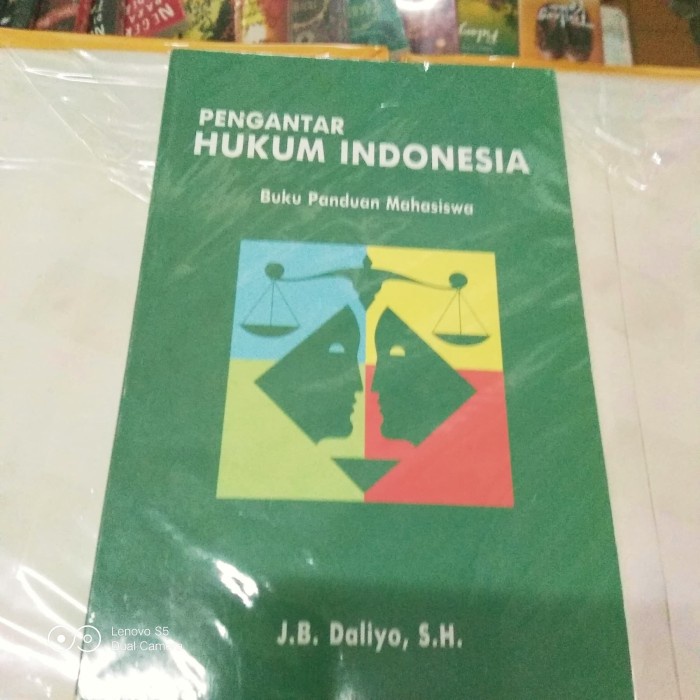 PENGANTAR
HUKUM INDONESIA
Buku Panduan Mahasiswa
J.B. Daliyo, S.H.
Lenovo S5
Dual Camera